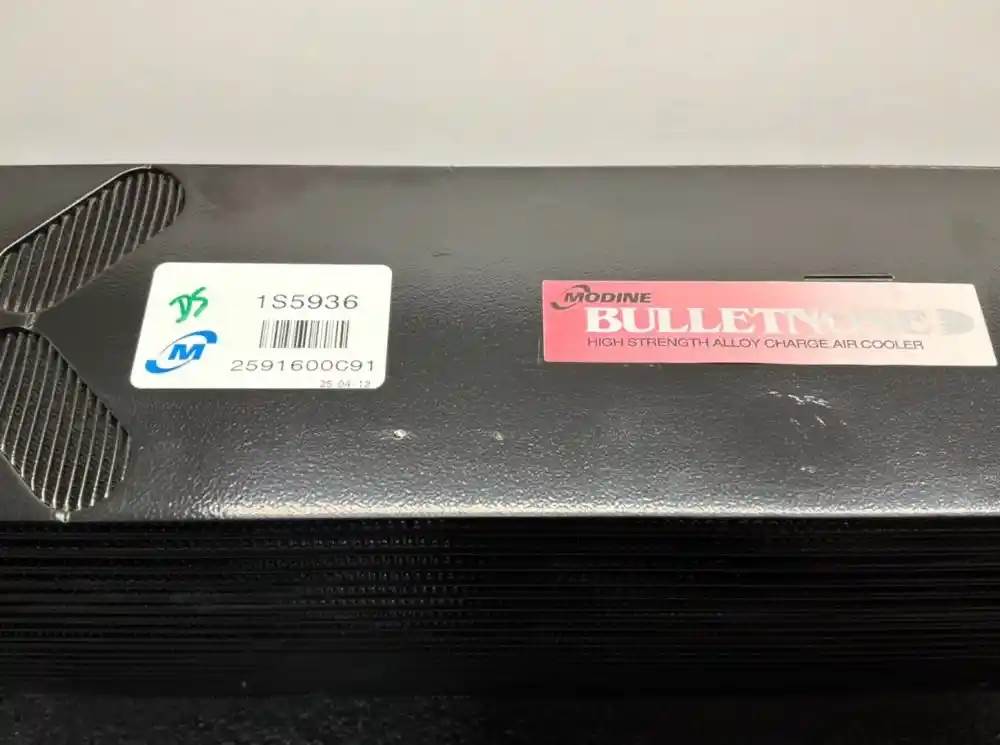 DS
1S5936
M
2591600C91
25 04 12
MODINE
BULLETNOSE
HIGH STRENGTH ALLOY CHARGE AIR COOLER